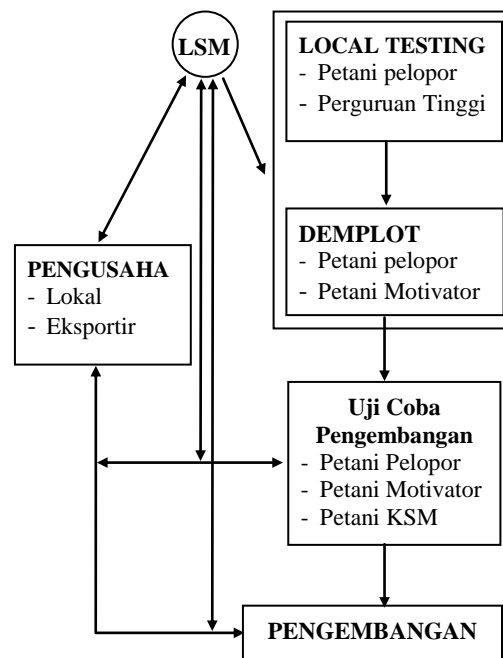 LSM
LOCAL TESTING
- Petani pelopor
- Perguruan Tinggi
DEMPLOT
- Petani pelopor
- Petani Motivator
PENGUSAHA
- Lokal
- Eksportir
Uji Coba
Pengembangan
- Petani Pelopor
- Petani Motivator
- Petani KSM
PENGEMBANGAN